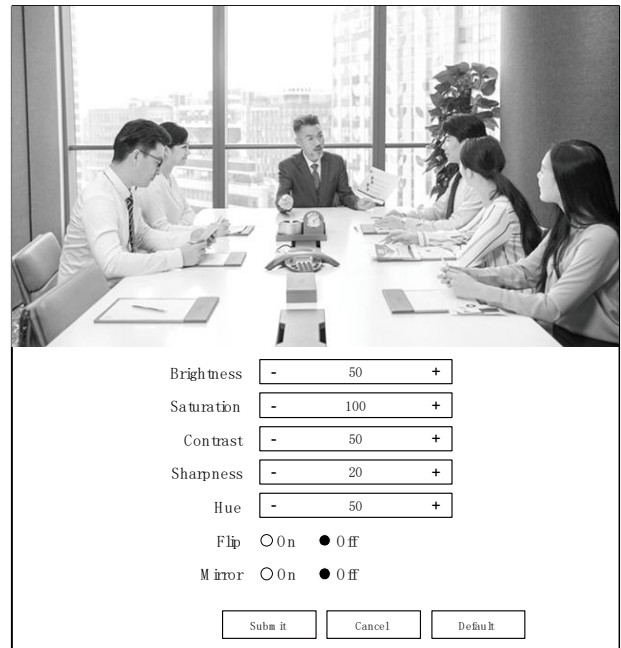 Brightness - 50 +
Saturation - 100 +
Contrast - 50 +
Sharpness - 20 +
Hue - 50 +
Flip On Off
Mirror On Off
Submit Cancel Default